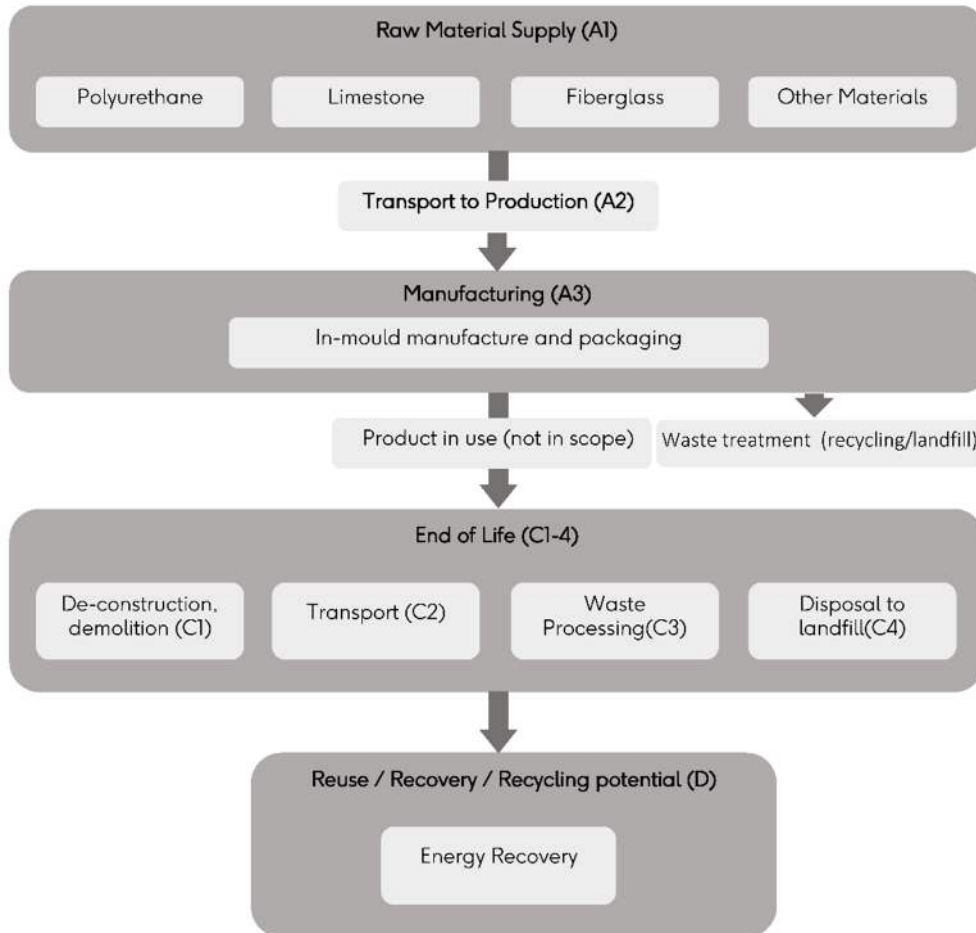 Raw Material Supply (A1)
Polyurethane
Limestone
Fiberglass
Other Materials
Transport to Production (A2)
Manufacturing (A3)
In-mould manufacture and packaging
Product in use (not in scope)
Waste treatment (recycling/landfill)
End of Life (C1-4)
De-construction,
demolition (C1)
Transport (C2)
Waste
Processing(C3)
Disposal to
landfill(C4)
Reuse / Recovery / Recycling potential (D)
Energy Recovery